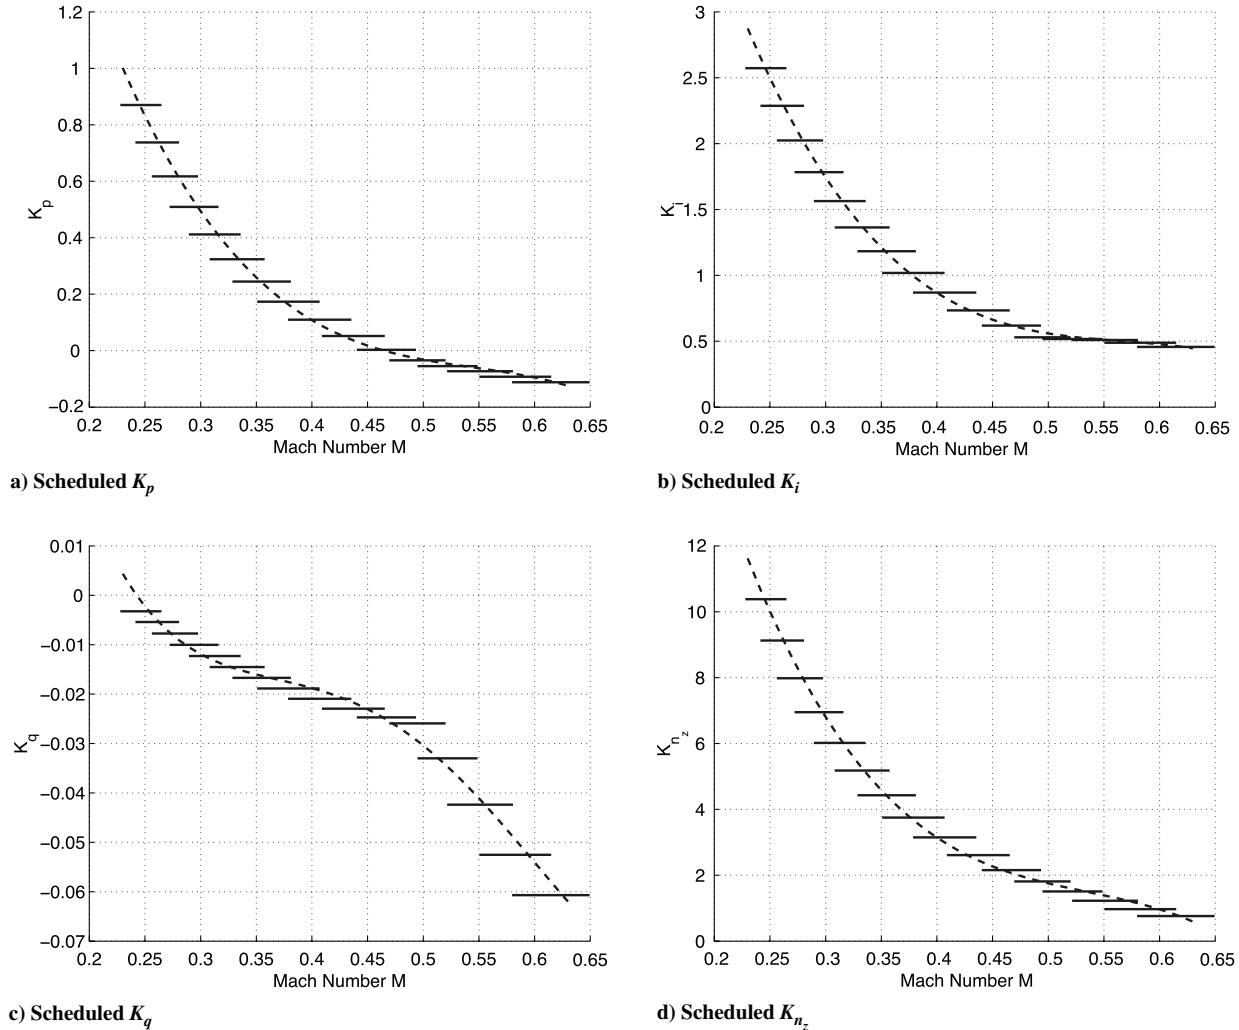 1.2
1
0.8
0.6
0.4
0.2
0
−0.2
K_p
0.2 0.25 0.3 0.35 0.4 0.45 0.5 0.55 0.6 0.65
Mach Number M
a) Scheduled K_p
3
2.5
2
1.5
1
0.5
0
K_i
0.2 0.25 0.3 0.35 0.4 0.45 0.5 0.55 0.6 0.65
Mach Number M
b) Scheduled K_i
0.01
0
−0.01
−0.02
−0.03
−0.04
−0.05
−0.06
−0.07
K_q
0.2 0.25 0.3 0.35 0.4 0.45 0.5 0.55 0.6 0.65
Mach Number M
c) Scheduled K_q
12
10
8
6
4
2
0
K_{n_z}
0.2 0.25 0.3 0.35 0.4 0.45 0.5 0.55 0.6 0.65
Mach Number M
d) Scheduled K_{n_z}